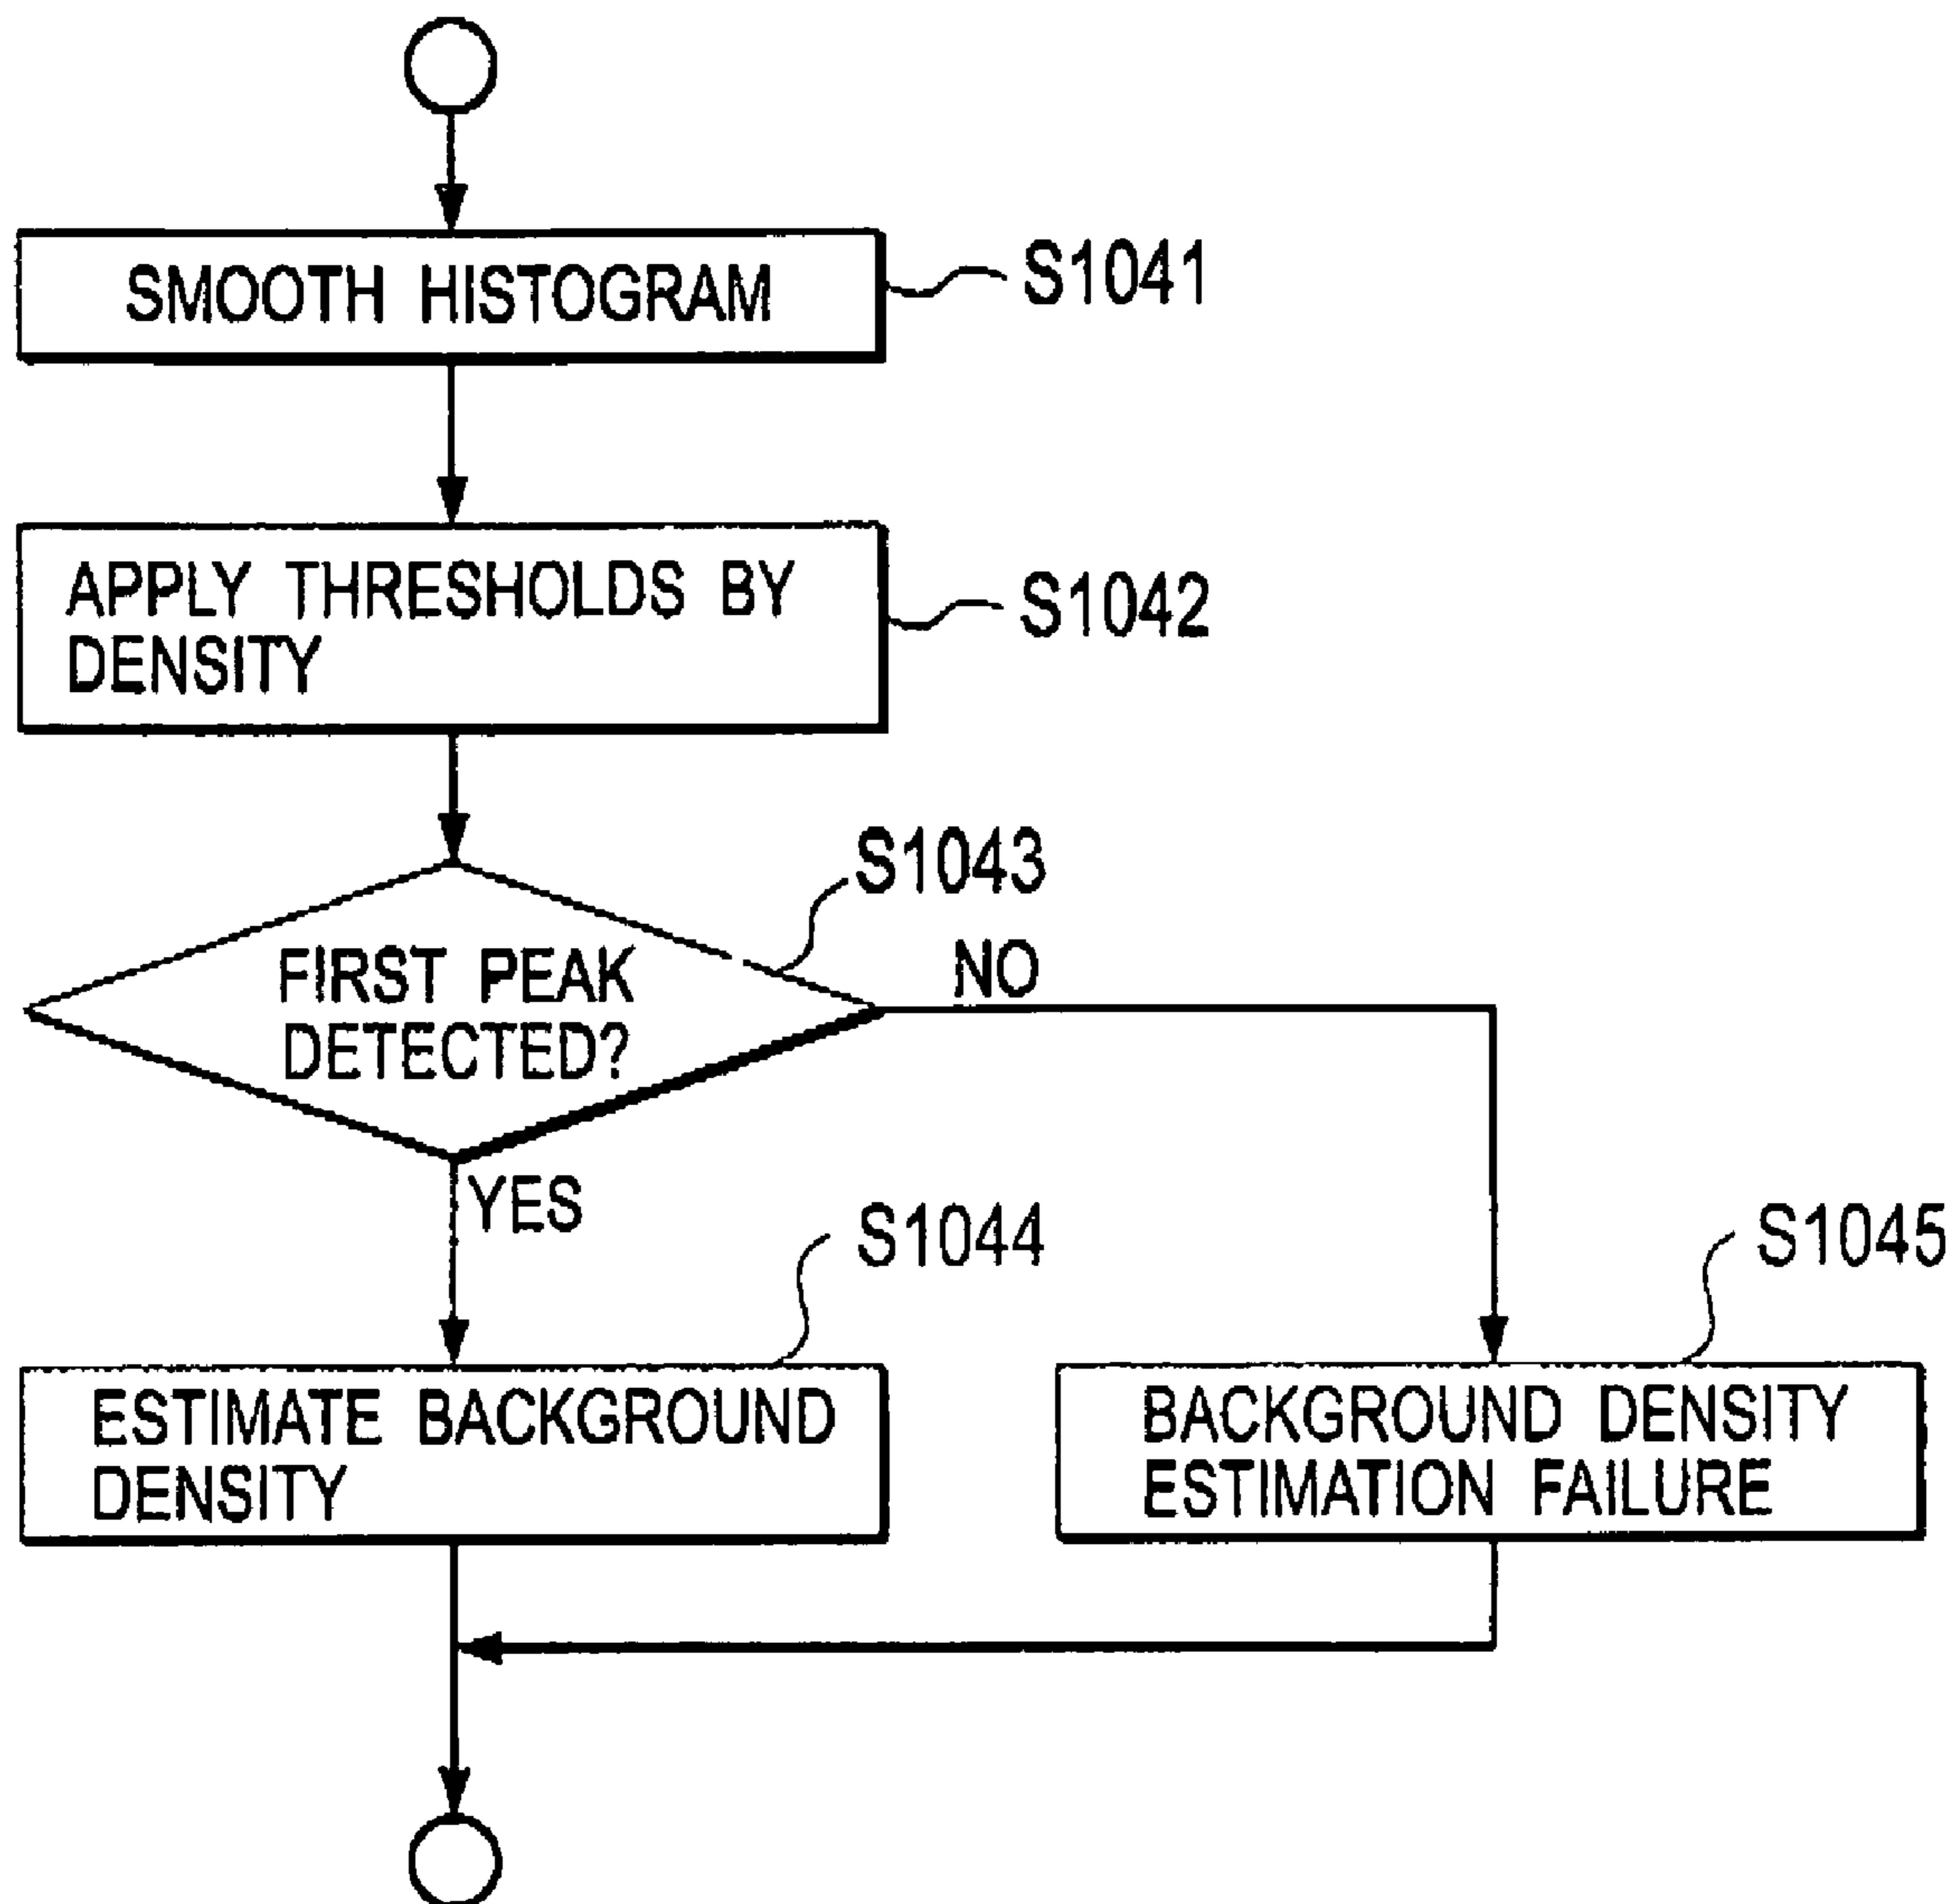 SMOOTH HISTOGRAM
S1041
APPLY THRESHOLDS BY
DENSITY
S1042
S1043
FIRST PEAK
DETECTED?
NO
YES
S1044
S1045
ESTIMATE BACKGROUND
DENSITY
BACKGROUND DENSITY
ESTIMATION FAILURE